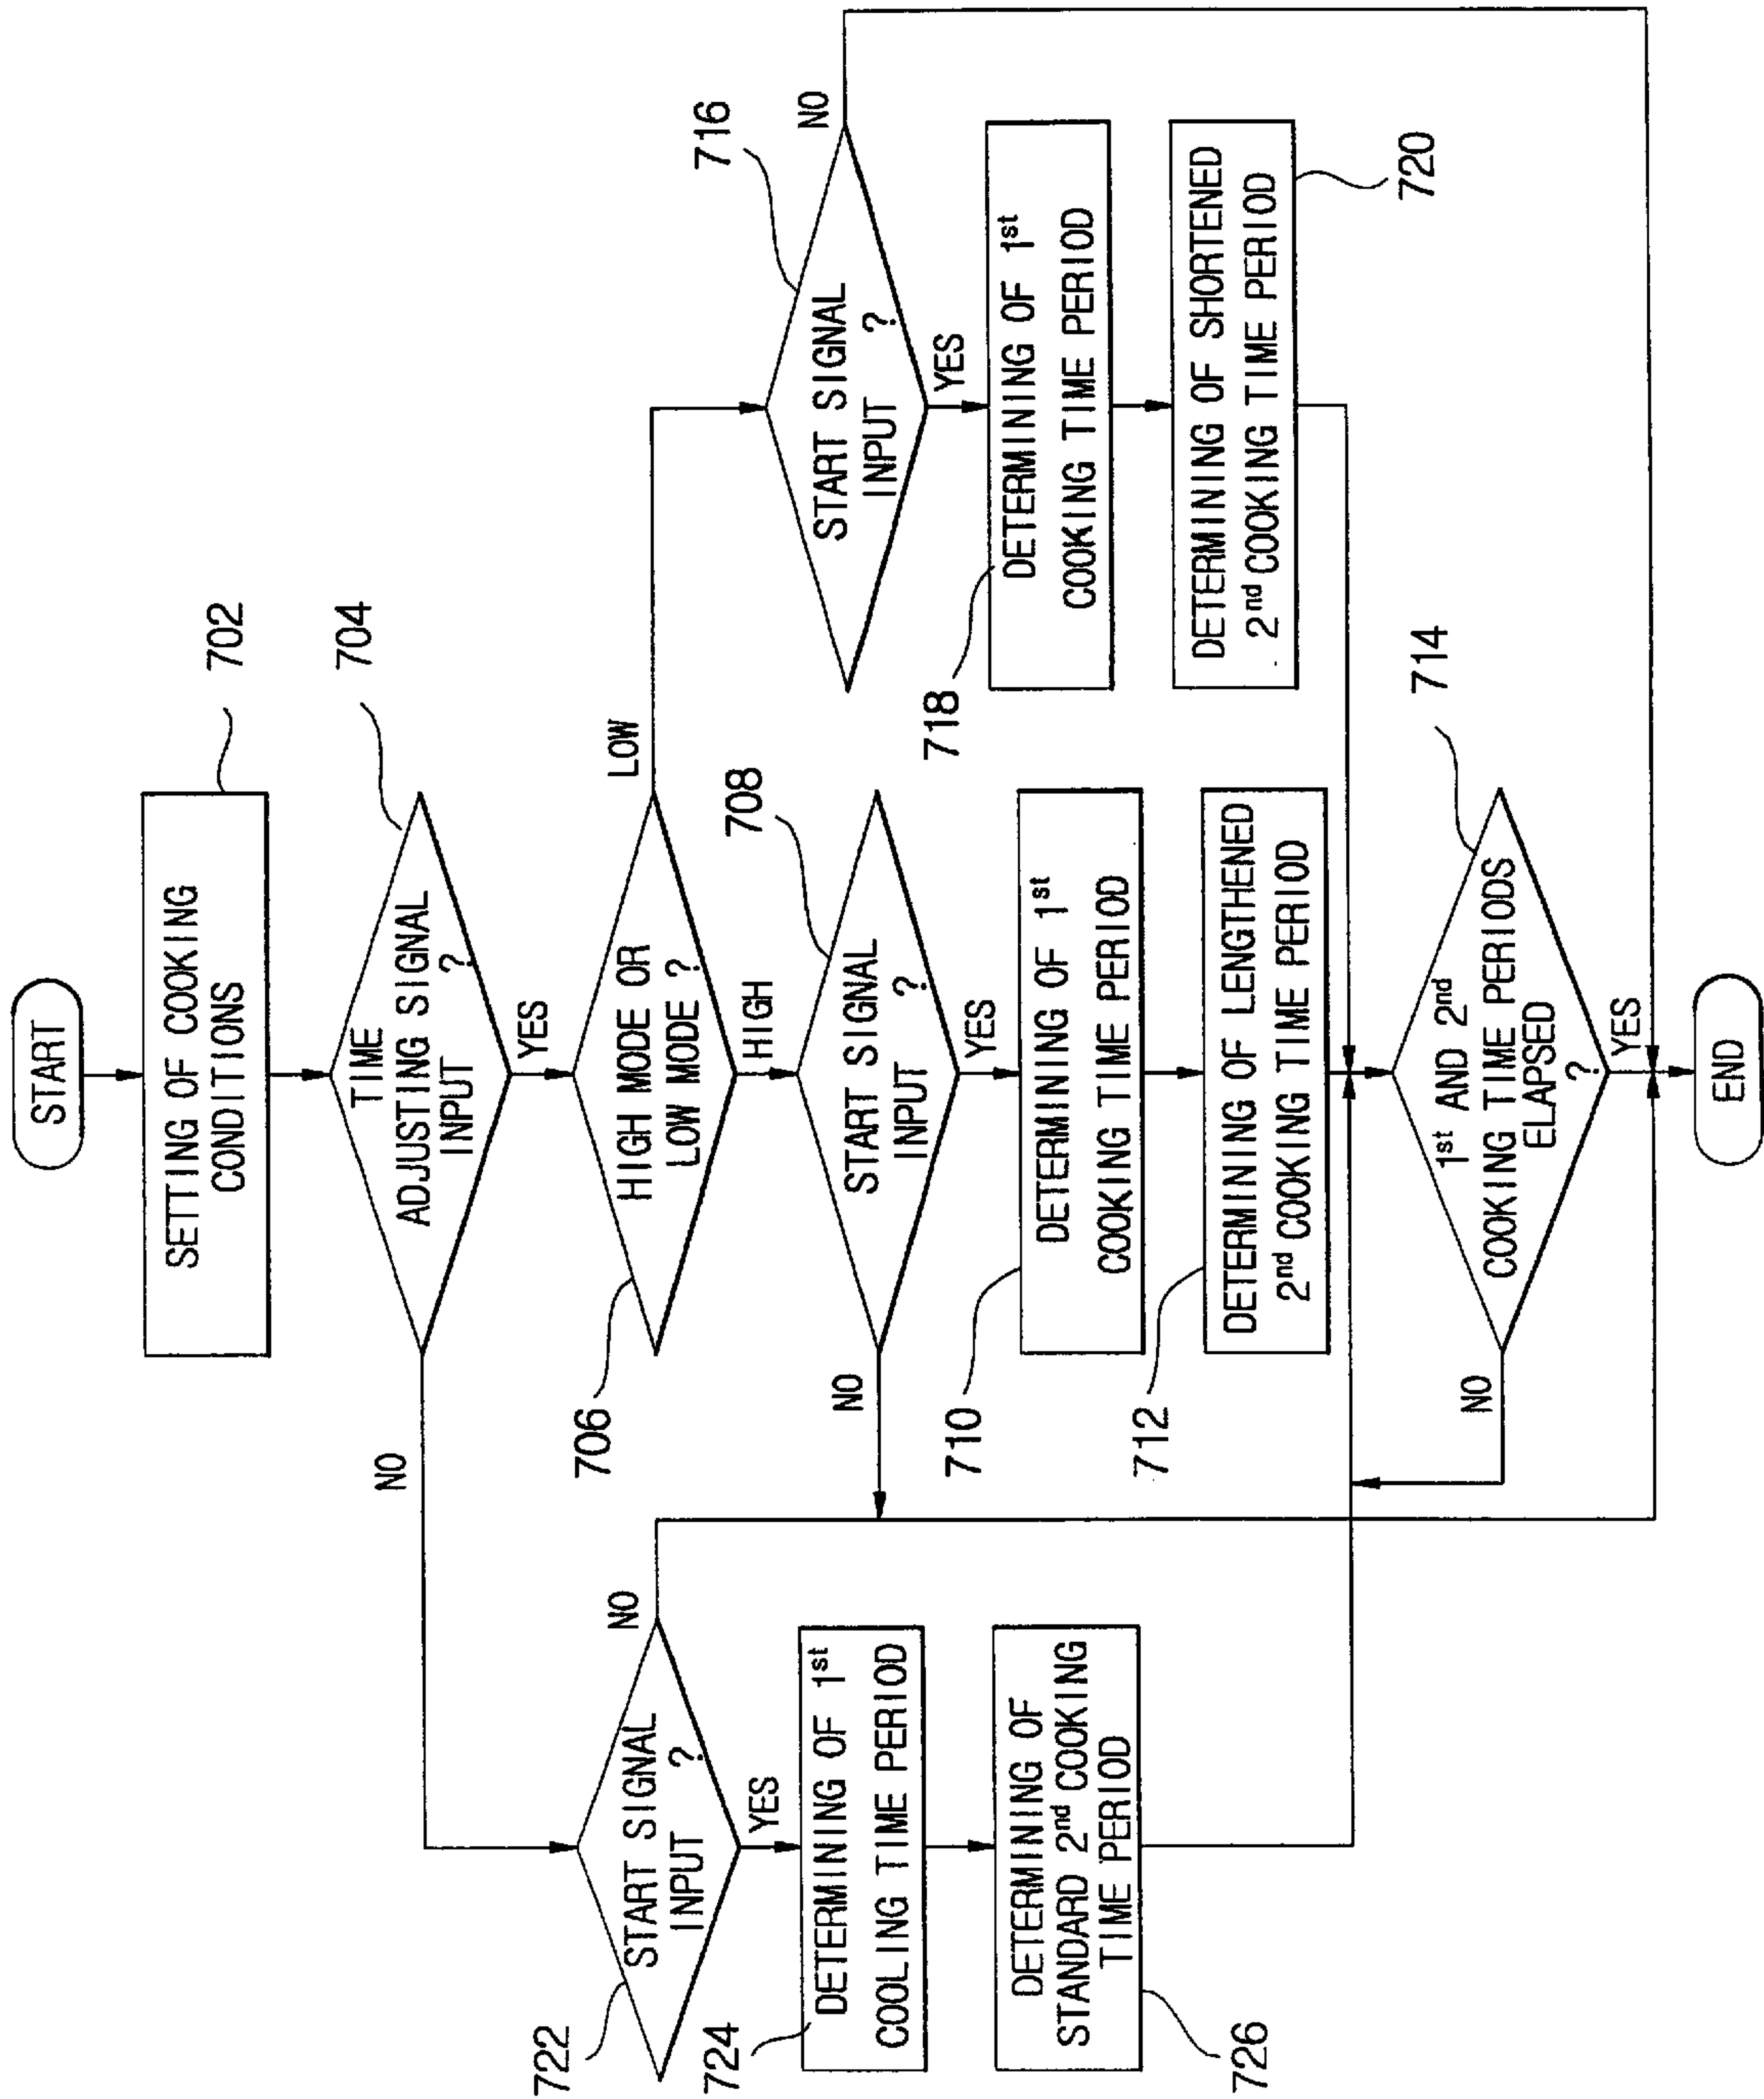 START
SETTING OF COOKING
CONDITIONS
702
TIME
ADJUSTING SIGNAL
INPUT ?
704
NO
YES
HIGH MODE OR
LOW MODE ?
706
LOW
HIGH
START SIGNAL
INPUT ?
722
NO
YES
START SIGNAL
INPUT ?
708
NO
YES
START SIGNAL
INPUT ?
716
NO
YES
DETERMINING OF 1st
COOLING TIME PERIOD
724
DETERMINING OF
STANDARD 2nd COOKING
TIME PERIOD
726
DETERMINING OF 1st
COOKING TIME PERIOD
710
DETERMINING OF LENGTHENED
2nd COOKING TIME PERIOD
712
DETERMINING OF 1st
COOKING TIME PERIOD
718
DETERMINING OF SHORTENED
2nd COOKING TIME PERIOD
720
1st AND 2nd
COOKING TIME PERIODS
ELAPSED
?
714
NO
YES
END